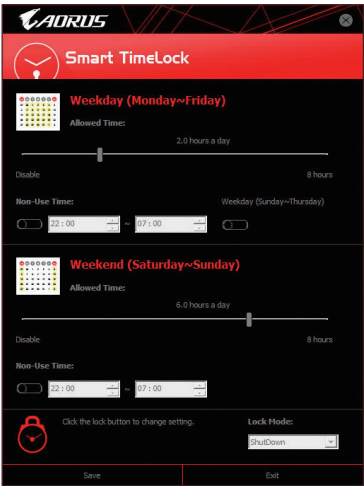 AORUS
Smart TimeLock
Weekday (Monday~Friday)
Allowed Time:
2.0 hours a day
Disable 8 hours
Non-Use Time: Weekday (Sunday~Thursday)
22 : 00 ~ 07 : 00
Weekend (Saturday~Sunday)
Allowed Time:
6.0 hours a day
Disable 8 hours
Non-Use Time:
22 : 00 ~ 07 : 00
Click the lock button to change setting. Lock Mode:
ShutDown
Save Exit